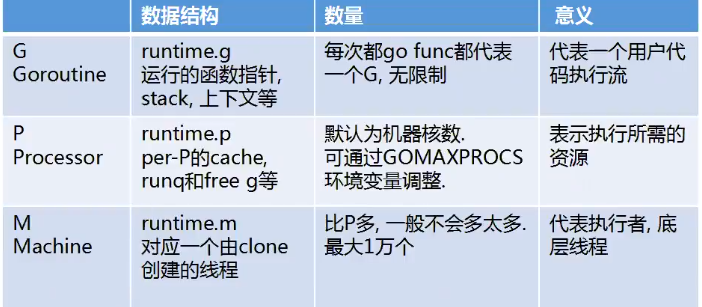 数据结构
数量
意义
G
Goroutine
runtime.g
运行的函数指针,
stack, 上下文等
每次都go func都代表
一个G, 无限制
代表一个用户代
码执行流
P
Processor
runtime.p
per-P的cache,
runq和free g等
默认为机器核数.
可通过GOMAXPROCS
环境变量调整.
表示执行所需的
资源
M
Machine
runtime.m
对应一个由clone
创建的线程
比P多, 一般不会多太多.
最大1万个
代表执行者, 底
层线程